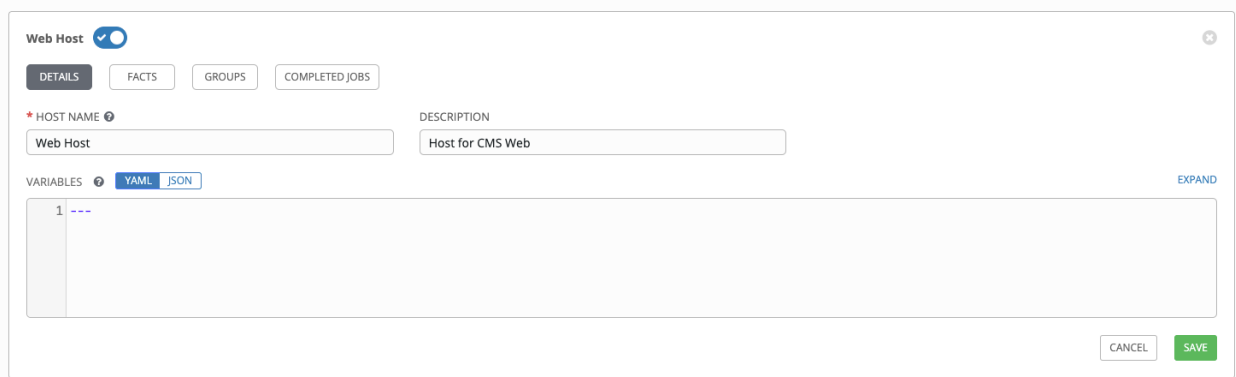 Web Host
DETAILS FACTS GROUPS COMPLETED JOBS
* HOST NAME ? DESCRIPTION
Web Host Host for CMS Web
VARIABLES ? YAML JSON EXPAND
1 ---
CANCEL SAVE